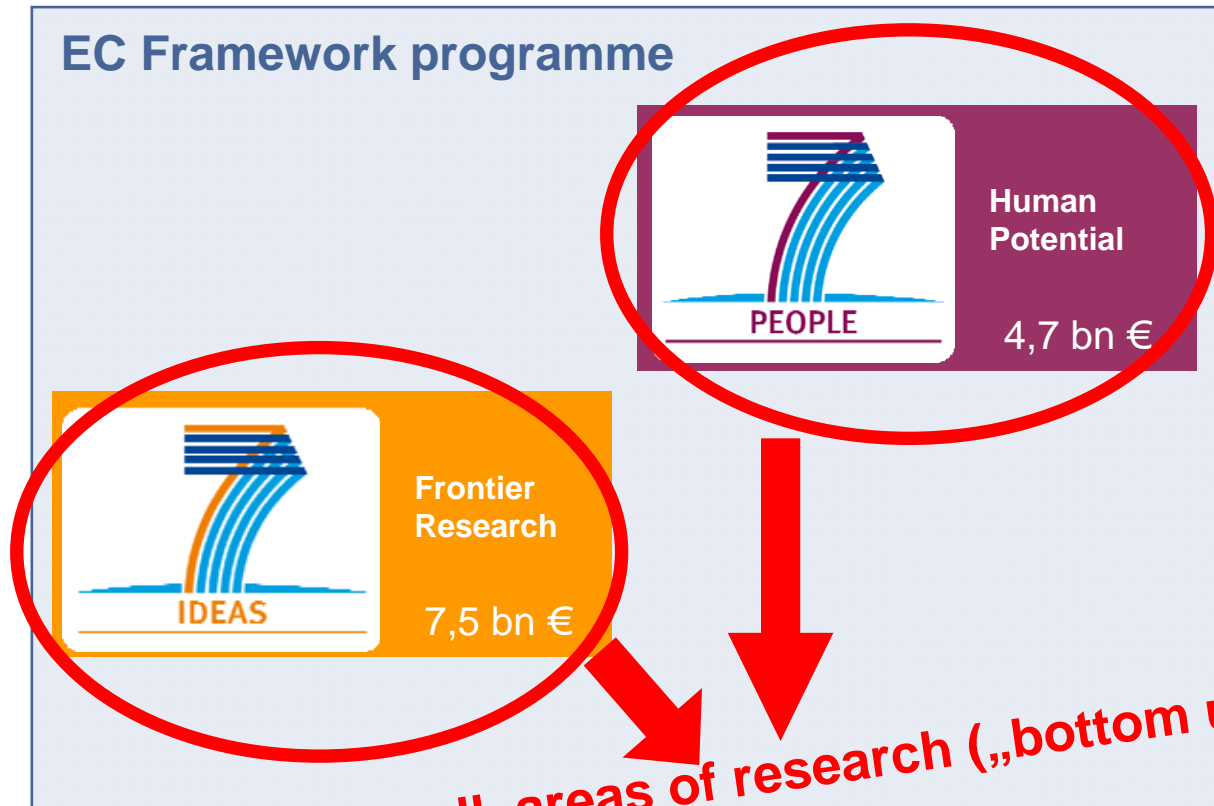 EC Framework programme
Human
Potential
PEOPLE
4,7 bn €
Frontier
Research
IDEAS
7,5 bn €
areas of research („bottom